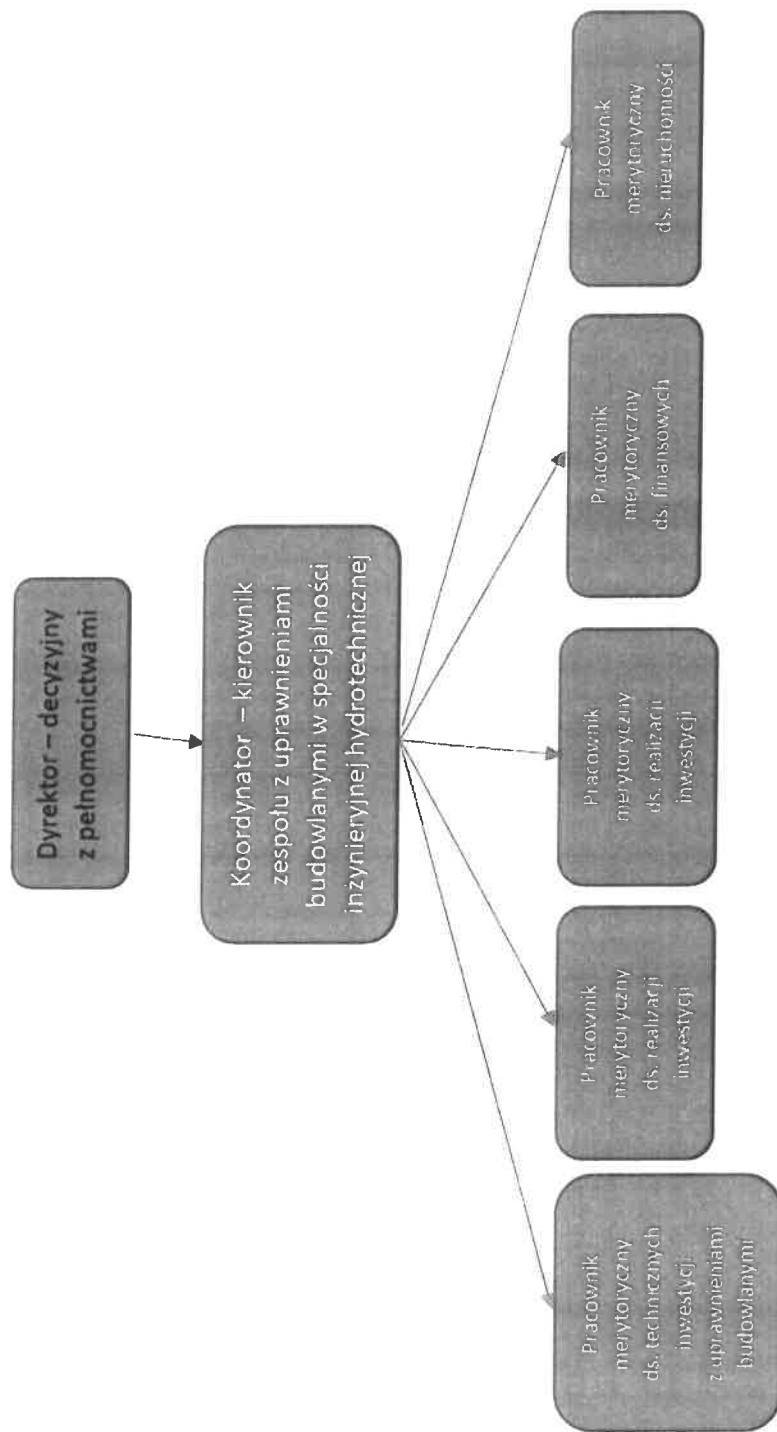 Dyrektor – decyzyjny
z pełnomocnictwami
Koordynator – kierownik
zespołu z uprawnieniami
budowlanymi w specjalności
inżynieryjnej hydrotechnicznej
Pracownik
merytoryczny
ds. technicznych
inwestycji
z uprawnieniami
budowlanymi
Pracownik
merytoryczny
ds. realizacji
inwestycji
Pracownik
merytoryczny
ds. realizacji
inwestycji
Pracownik
merytoryczny
ds. finansowych
Pracownik
merytoryczny
ds. nieruchomości